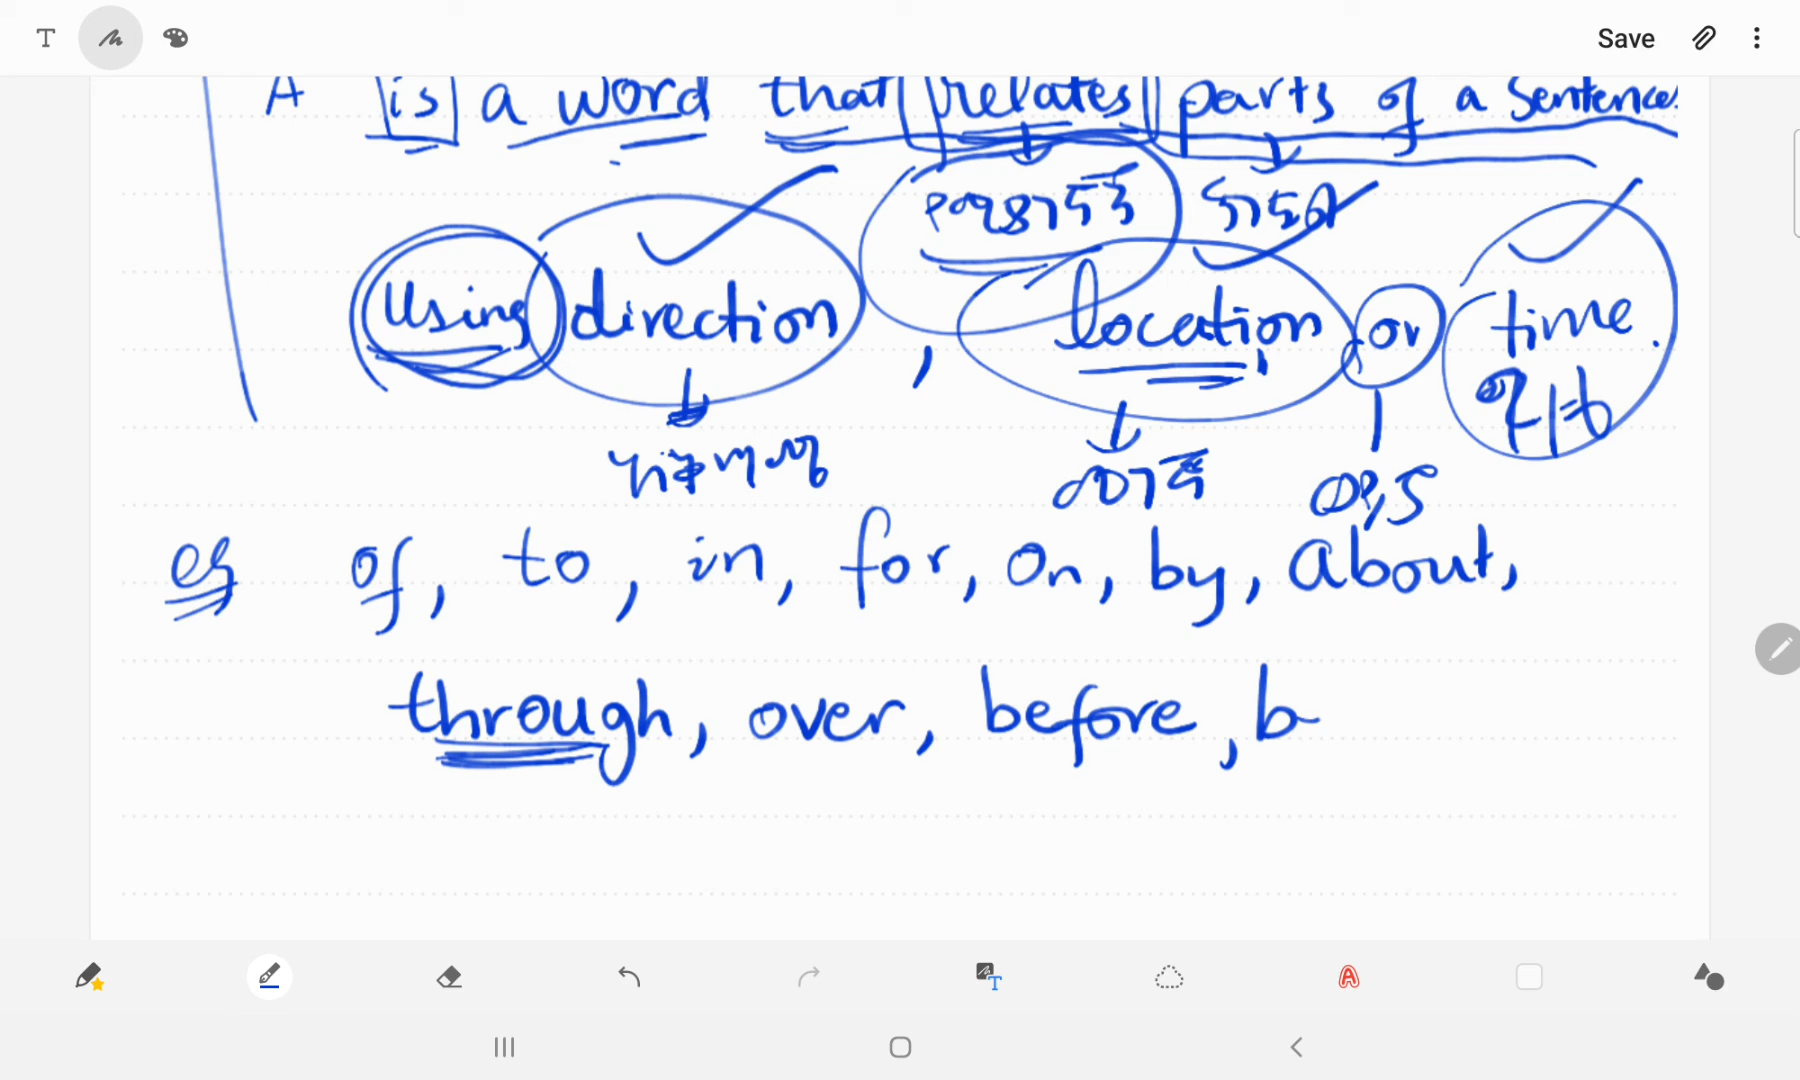 Save
A is a word that relates parts of a sentence
using direction, location or time.
eg of, to, in, for, on, by, about,
through, over, before, b